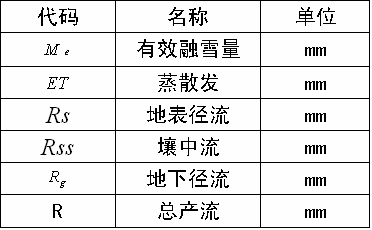 代码 名称 单位
M e 有效融雪量 mm
ET 蒸散发 mm
Rs 地表径流 mm
Rss 壤中流 mm
Rg 地下径流 mm
R 总产流 mm